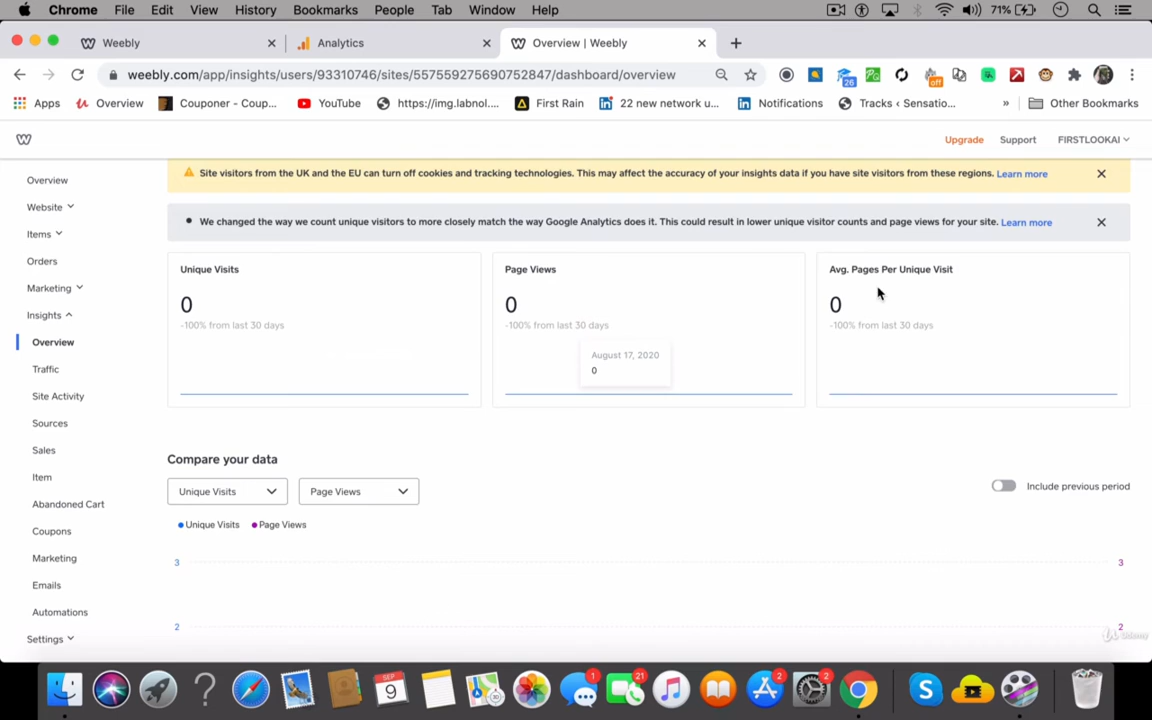 Chrome File Edit View History Bookmarks People Tab Window Help 71%
Weebly Analytics Overview | Weebly
weebly.com/app/insights/users/93310746/sites/557559275690752847/dashboard/overview 26 off
Apps Overview Couponer - Coup... YouTube https://img.labnol.... First Rain 22 new network u... Notifications Tracks ‹ Sensatio... » Other Bookmarks
Upgrade Support FIRSTLOOKAI
Site visitors from the UK and the EU can turn off cookies and tracking technologies. This may affect the accuracy of your insights data if you have site visitors from these regions. Learn more
We changed the way we count unique visitors to more closely match the way Google Analytics does it. This could result in lower unique visitor counts and page views for your site. Learn more
Overview
Website
Items
Orders
Marketing
Insights
Overview
Traffic
Site Activity
Sources
Sales
Item
Abandoned Cart
Coupons
Marketing
Emails
Automations
Settings
Unique Visits
0
-100% from last 30 days
Page Views
0
-100% from last 30 days
August 17, 2020
0
Avg. Pages Per Unique Visit
0
-100% from last 30 days
Compare your data
Unique Visits Page Views Include previous period
Unique Visits Page Views
3 3
2 2
Udemy
SEP
9
1 21 2 2